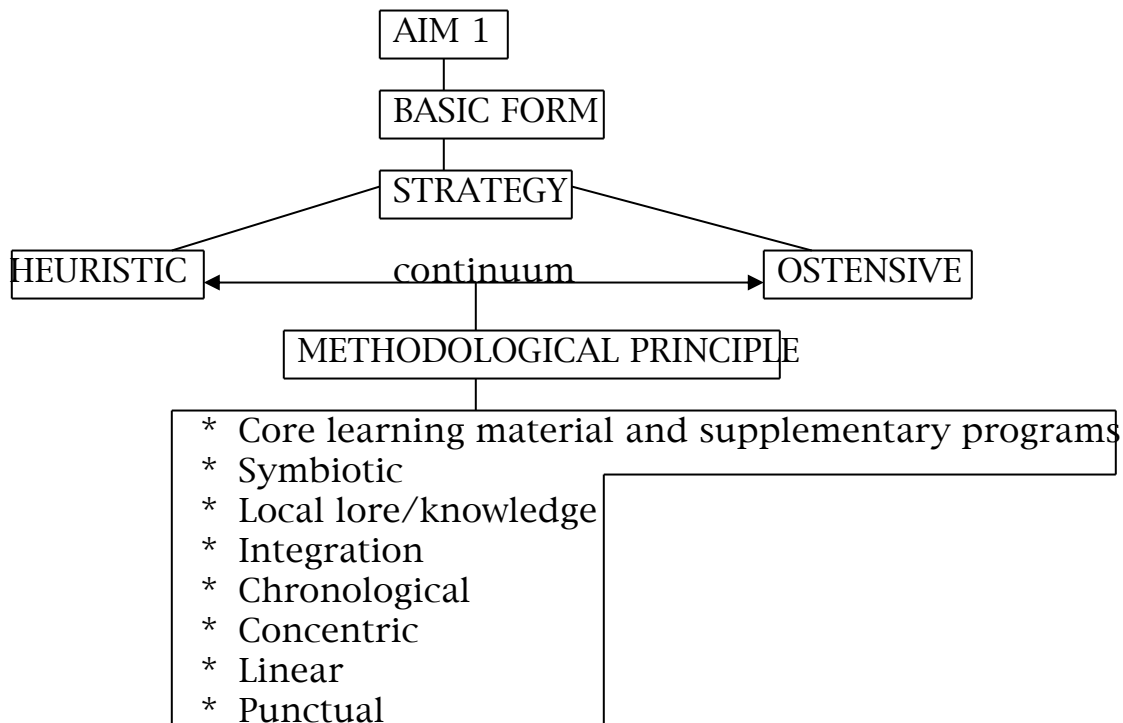 AIM 1
BASIC FORM
STRATEGY
HEURISTIC continuum OSTENSIVE
METHODOLOGICAL PRINCIPLE
* Core learning material and supplementary programs
* Symbiotic
* Local lore/knowledge
* Integration
* Chronological
* Concentric
* Linear
* Punctual